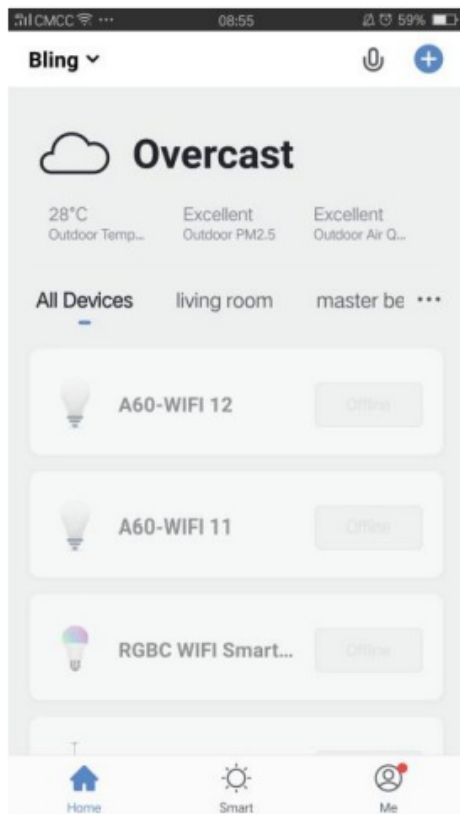 CMCC 08:55 59%
Bling
Overcast
28°C Excellent Excellent
Outdoor Temp... Outdoor PM2.5 Outdoor Air Q...
All Devices living room master be
A60-WIFI 12 Offline
A60-WIFI 11 Offline
RGBC WIFI Smart... Offline
Home Smart Me